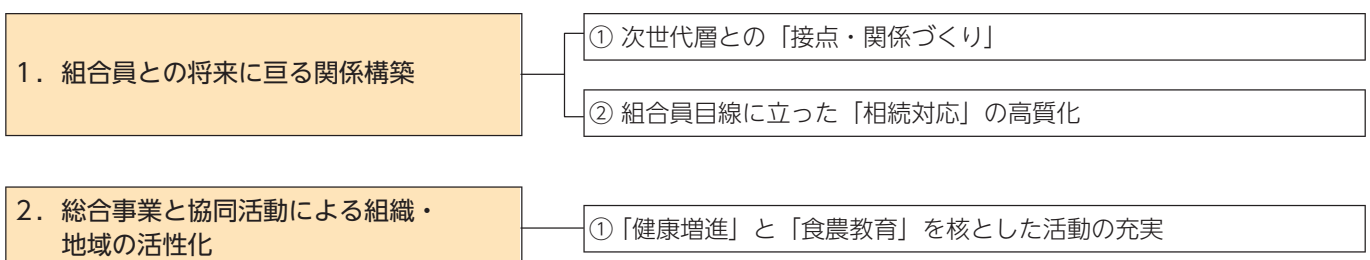 1. 組合員との将来に亘る関係構築
① 次世代層との「接点・関係づくり」
② 組合員目線に立った「相続対応」の高質化
2. 総合事業と協同活動による組織・
地域の活性化
①「健康増進」と「食農教育」を核とした活動の充実